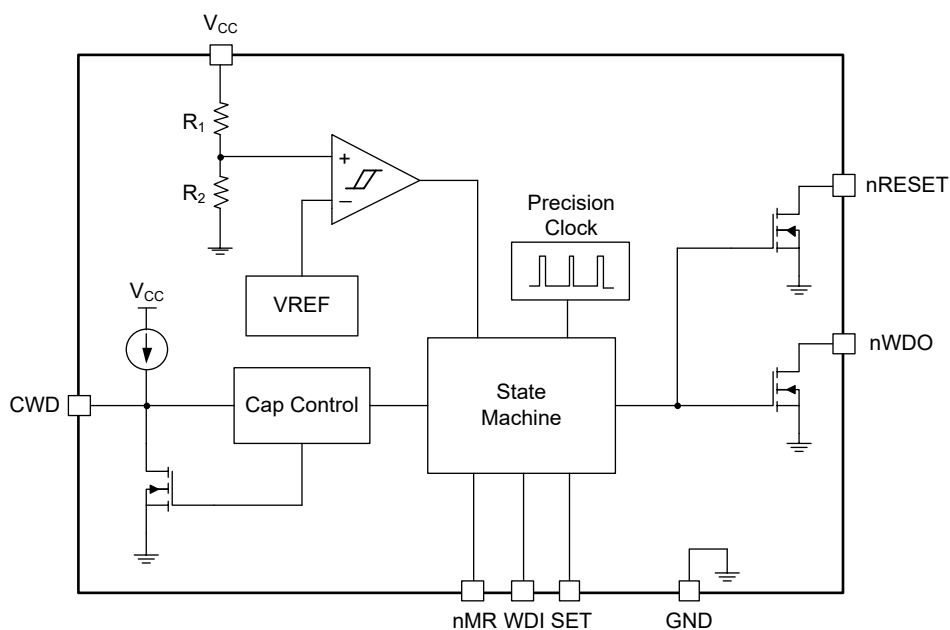 VCC
R1
R2
+
−
nRESET
Precision
Clock
VCC
VREF
nWDO
CWD
Cap Control
State
Machine
nMR WDI SET
GND